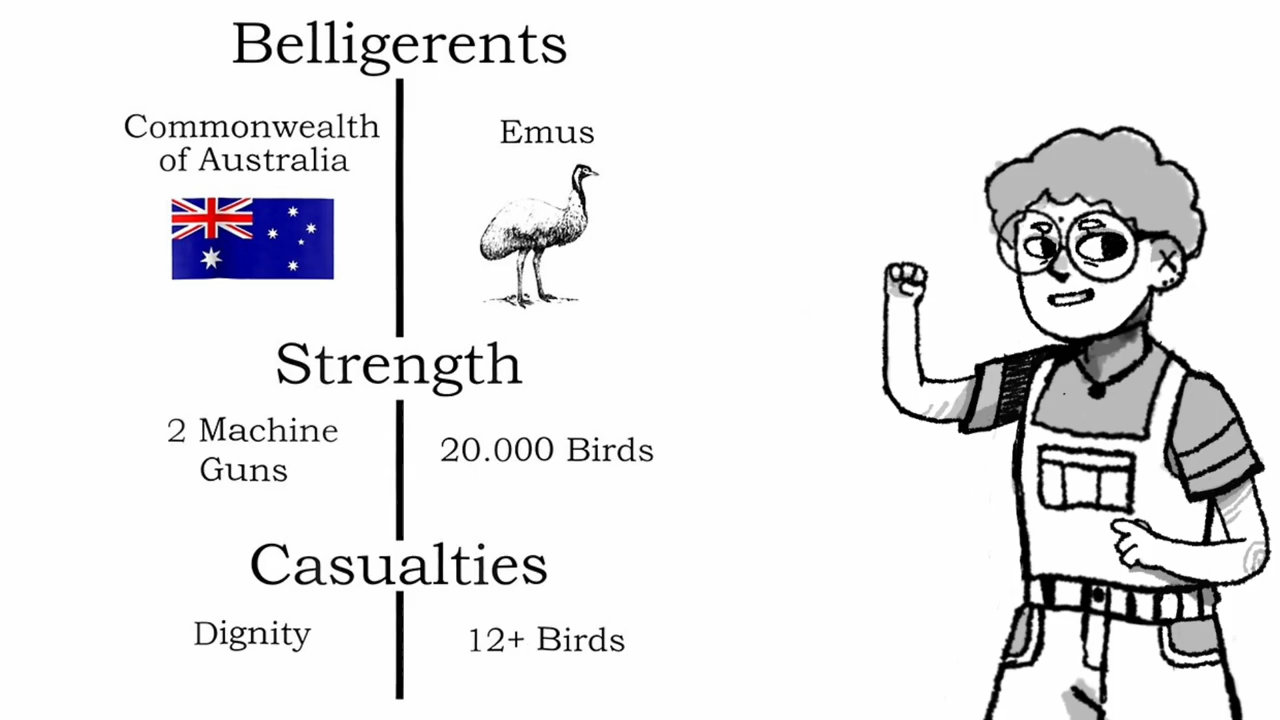 Belligerents
Commonwealth
of Australia
Emus
Strength
2 Machine
Guns
20.000 Birds
Casualties
Dignity
12+ Birds